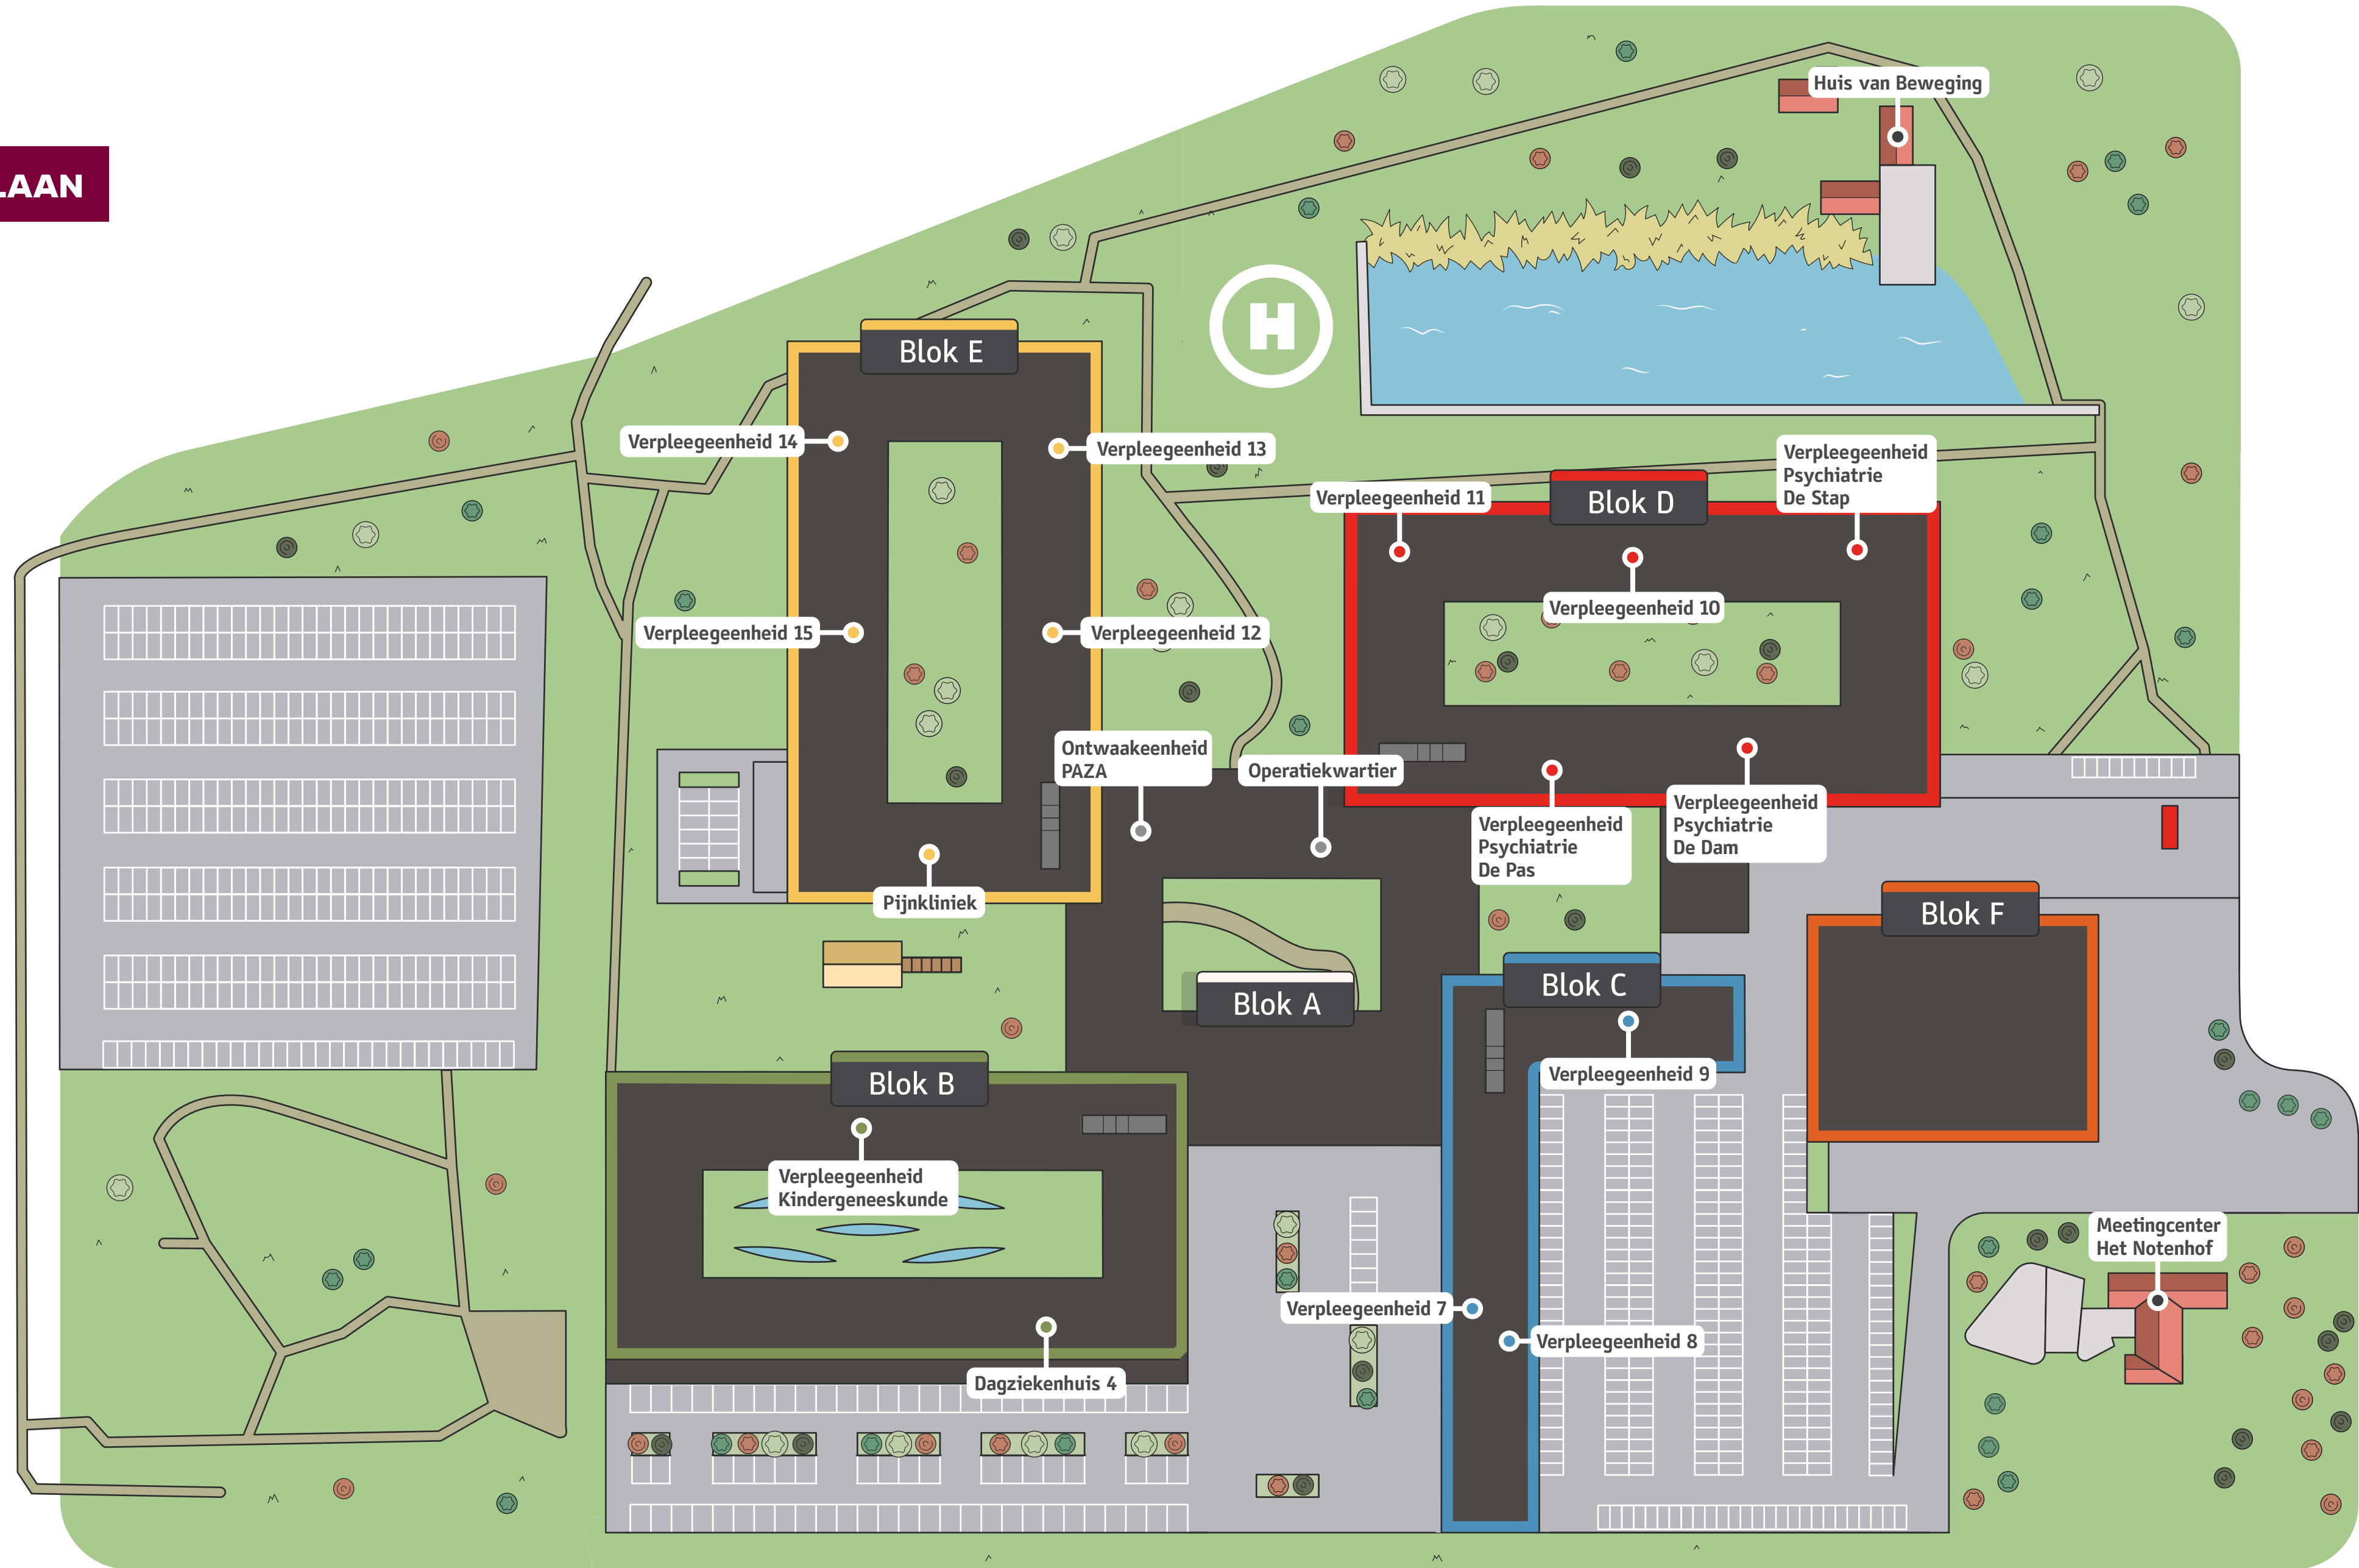 LAAN
Huis van Beweging
H
Blok E
Verpleegeenheid 14
Verpleegeenheid 13
Verpleegeenheid
Psychiatrie
De Stap
Verpleegeenheid 11
Blok D
Verpleegeenheid 10
Verpleegeenheid 15
Verpleegeenheid 12
Ontwaakeenheid
PAZA
Operatiekwartier
Verpleegeenheid
Psychiatrie
De Pas
Verpleegeenheid
Psychiatrie
De Dam
Pijnkliniek
Blok F
Blok C
Blok A
Verpleegeenheid 9
Blok B
Verpleegeenheid
Kindergeneeskunde
Meetingcenter
Het Notenhof
Verpleegeenheid 7
Verpleegeenheid 8
Dagziekenhuis 4